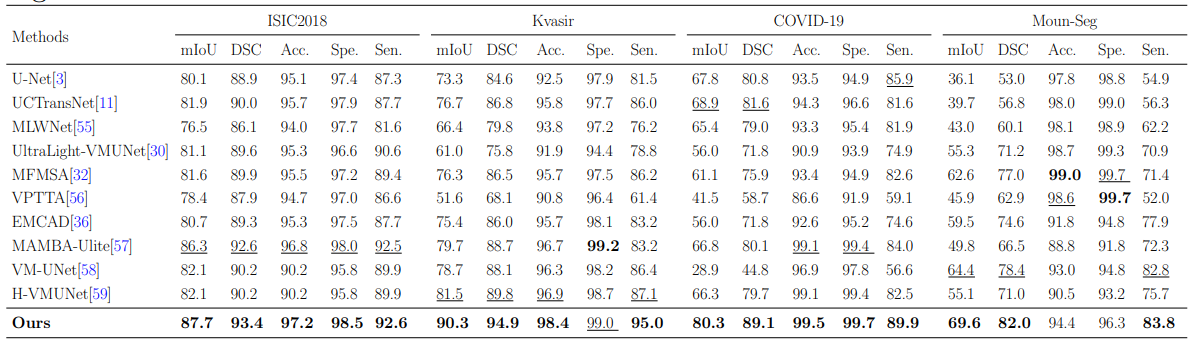 ISIC2018 Kvasir COVID-19 Moun-Seg
Methods
mIoU DSC Acc. Spe. Sen. mIoU DSC Acc. Spe. Sen. mIoU DSC Acc. Spe. Sen. mIoU DSC Acc. Spe. Sen.
U-Net[3] 80.1 88.9 95.1 97.4 87.3 73.3 84.6 92.5 97.9 81.5 67.8 80.8 93.5 94.9 85.9 36.1 53.0 97.8 98.8 54.9
UCTransNet[11] 81.9 90.0 95.7 97.9 87.7 76.7 86.8 95.8 97.7 86.0 68.9 81.6 94.3 96.6 81.6 39.7 56.8 98.0 99.0 56.3
MLWNet[55] 76.5 86.1 94.0 97.7 81.6 66.4 79.8 93.8 97.2 76.2 65.4 79.0 93.3 95.4 81.9 43.0 60.1 98.1 98.9 62.2
UltraLight-VMUNet[30] 81.1 89.6 95.3 96.6 90.6 61.0 75.8 91.9 94.4 78.8 56.0 71.8 90.9 93.9 74.9 55.3 71.2 98.7 99.3 70.9
MFMSA[32] 81.6 89.9 95.5 97.2 89.4 76.3 86.5 95.7 97.5 86.2 61.1 75.9 93.4 94.9 82.6 62.6 77.0 99.0 99.7 71.4
VPTTA[56] 78.4 87.9 94.7 97.0 86.6 51.6 68.1 90.8 96.4 61.4 41.5 58.7 86.6 91.9 59.1 45.9 62.9 98.6 99.7 52.0
EMCAD[36] 80.7 89.3 95.3 97.5 87.7 75.4 86.0 95.7 98.1 83.2 56.0 71.8 92.6 95.2 74.6 59.5 74.6 91.8 94.8 77.9
MAMBA-Ulite[57] 86.3 92.6 96.8 98.0 92.5 79.7 88.7 96.7 99.2 83.2 66.8 80.1 99.1 99.4 84.0 49.8 66.5 88.8 91.8 72.3
VM-UNet[58] 82.1 90.2 90.2 95.8 89.9 78.7 88.1 96.3 98.2 86.4 28.9 44.8 96.9 97.8 56.6 64.4 78.4 93.0 94.8 82.8
H-VMUNet[59] 82.1 90.2 90.2 95.8 89.9 81.5 89.8 96.9 98.7 87.1 66.3 79.7 99.1 99.4 82.5 55.1 71.0 90.5 93.2 75.7
Ours 87.7 93.4 97.2 98.5 92.6 90.3 94.9 98.4 99.0 95.0 80.3 89.1 99.5 99.7 89.9 69.6 82.0 94.4 96.3 83.8